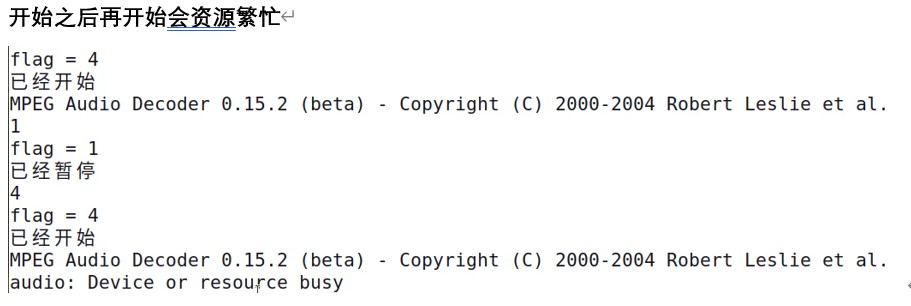 开始之后再开始会资源繁忙
flag = 4
已经开始
MPEG Audio Decoder 0.15.2 (beta) - Copyright (C) 2000-2004 Robert Leslie et al.
1
flag = 1
已经暂停
4
flag = 4
已经开始
MPEG Audio Decoder 0.15.2 (beta) - Copyright (C) 2000-2004 Robert Leslie et al.
audio: Device or resource busy